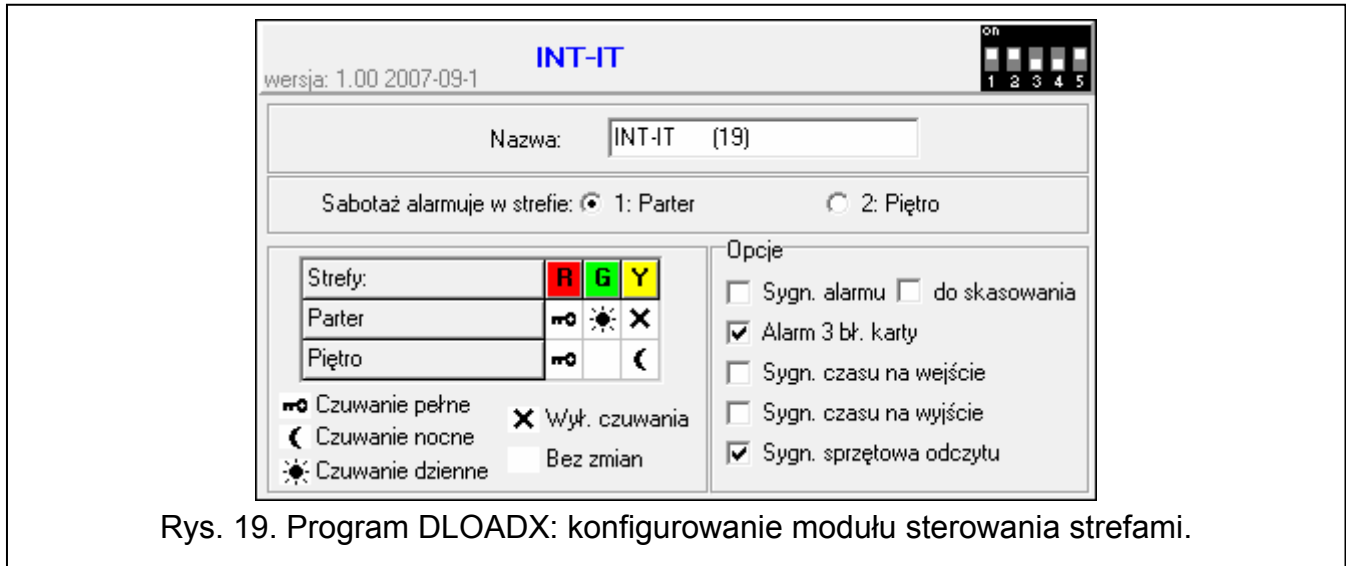 INT-IT
on
wersja: 1.00 2007-09-1
1 2 3 4 5
Nazwa: INT-IT (19)
Sabotaż alarmuje w strefie: 1: Parter 2: Piętro
Strefy: R G Y
Parter
Piętro
Czuwanie pełne
Czuwanie nocne
Czuwanie dzienne
Wył. czuwania
Bez zmian
Opcje
Sygn. alarmu do skasowania
Alarm 3 bł. karty
Sygn. czasu na wejście
Sygn. czasu na wyjście
Sygn. sprzętowa odczytu
Rys. 19. Program DLOADX: konfigurowanie modułu sterowania strefami.